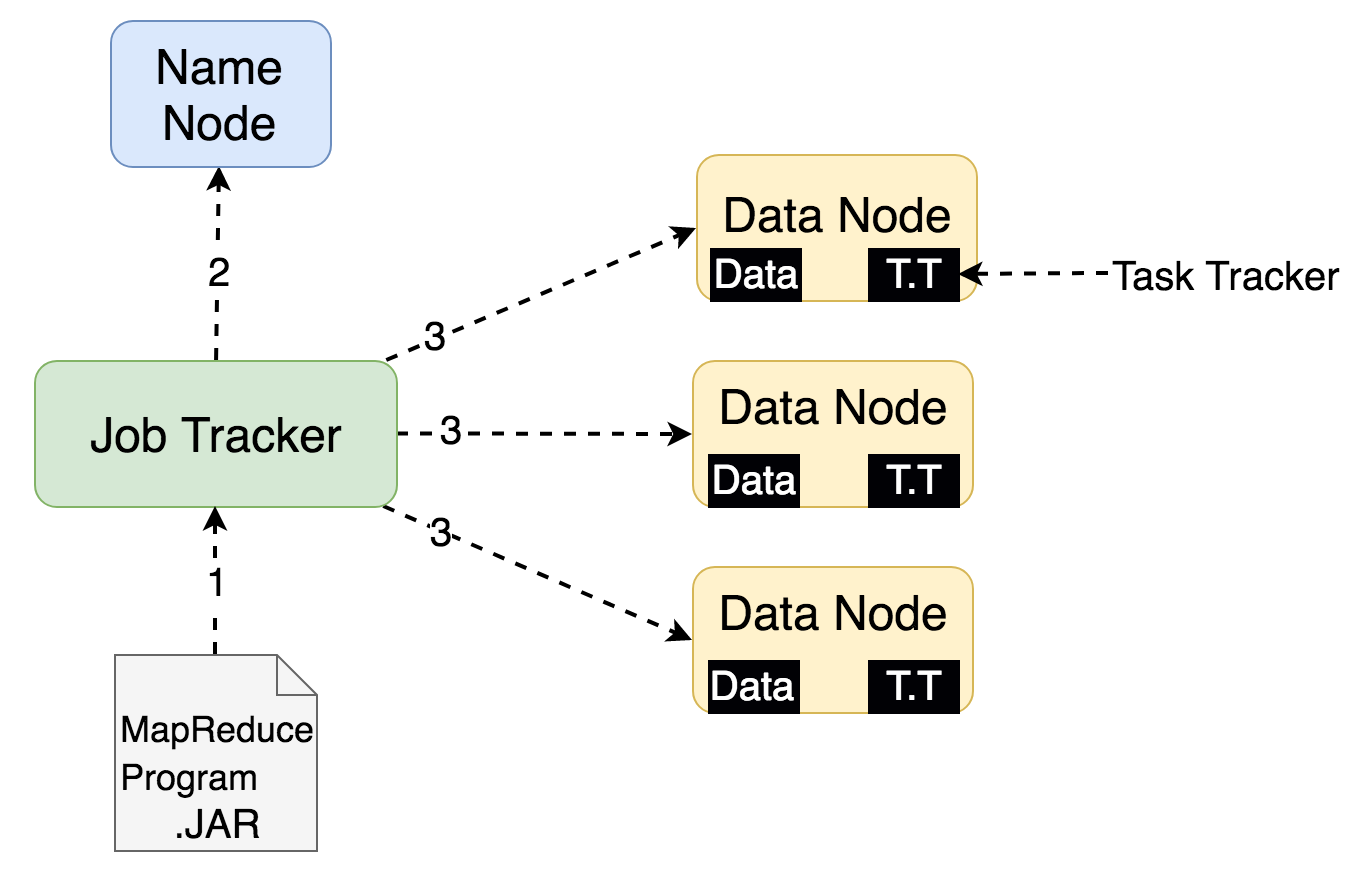 Name
Node
2
Data Node
Data
T.T
Task Tracker
3
Job Tracker
3
Data Node
Data
T.T
3
1
Data Node
Data
T.T
MapReduce
Program
.JAR